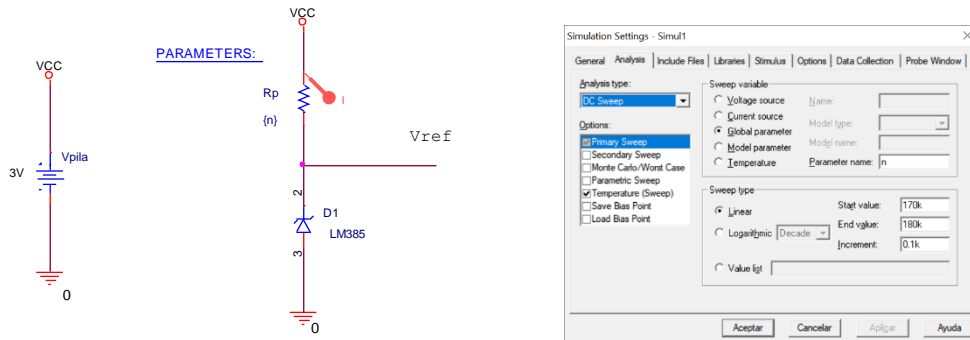 VCC
3V
Vpila
0
PARAMETERS:
VCC
Rp
{n}
I
Vref
2
D1
LM385
3
0
Simulation Settings - Simul1
General Analysis Include Files Libraries Stimulus Options Data Collection Probe Window
Analysis type:
DC Sweep
Options:
Primary Sweep
Secondary Sweep
Monte Carlo/Worst Case
Parametric Sweep
Temperature (Sweep)
Save Bias Point
Load Bias Point
Sweep variable
Voltage source Name:
Current source
Model type:
Global parameter
Model parameter Model name:
Temperature Parameter name: n
Sweep type
Linear Start value: 170k
End value: 180k
Logarithmic Decade
Increment: 0.1k
Value list
Aceptar Cancelar Aplicar Ayuda